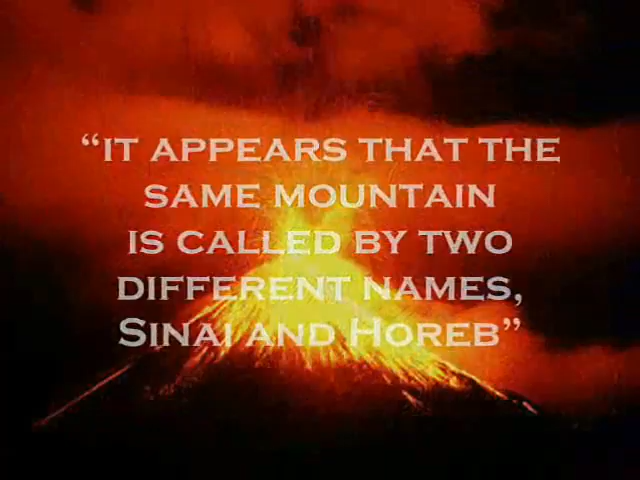 “IT APPEARS THAT THE
SAME MOUNTAIN
IS CALLED BY TWO
DIFFERENT NAMES,
SINAI AND HOREB”